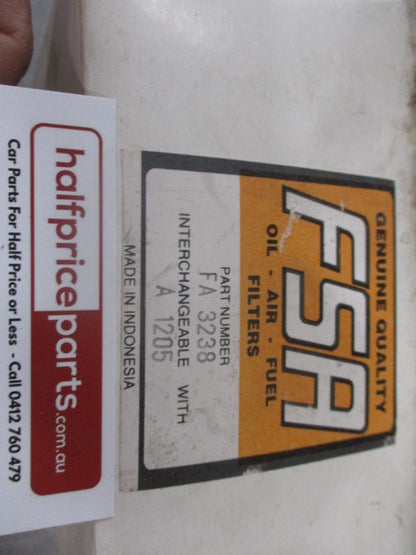 GENUINE QUALITY
FSA
OIL - AIR - FUEL
FILTERS
PART NUMBER
FA 3238
INTERCHANGEABLE WITH
A 1205
MADE IN INDONESIA
halfpriceparts.com.au
Car Parts For Half Price or Less - Call 0412 760 479